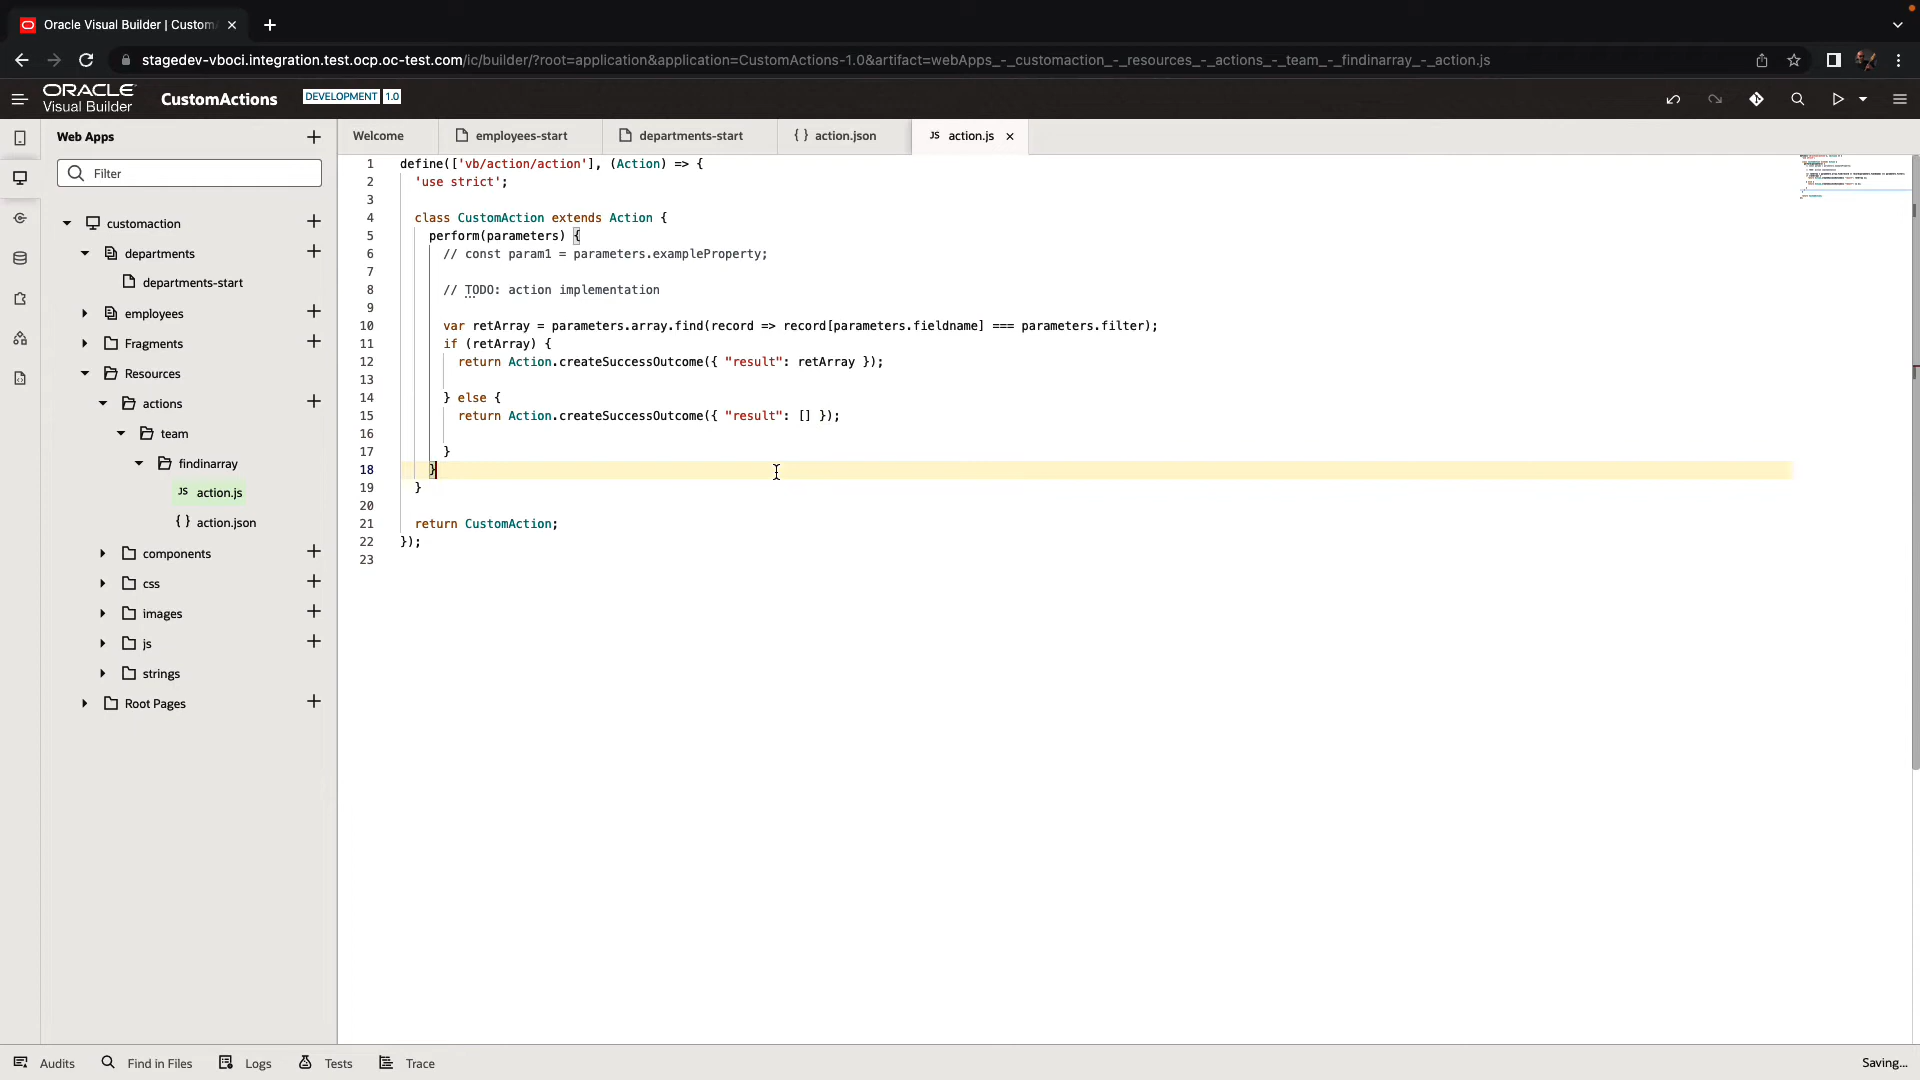 Oracle Visual Builder | Custom
stagedev-vboci.integration.test.ocp.oc-test.com/ic/builder/?root=application&application=CustomActions-1.0&artifact=webApps_-_customaction_-_resources_-_actions_-_team_-_findinarray_-_action.js
ORACLE
Visual Builder
CustomActions
DEVELOPMENT 1.0
Web Apps
Filter
customaction
departments
departments-start
employees
Fragments
Resources
actions
team
findinarray
JS action.js
{ } action.json
components
css
images
js
strings
Root Pages
Welcome
employees-start
departments-start
{ } action.json
JS action.js
1 define(['vb/action/action'], (Action) => {
2 'use strict';
3
4 class CustomAction extends Action {
5 perform(parameters) {
6 // const param1 = parameters.exampleProperty;
7
8 // TODO: action implementation
9
10 var retArray = parameters.array.find(record => record[parameters.fieldname] === parameters.filter);
11 if (retArray) {
12 return Action.createSuccessOutcome({ "result": retArray });
13
14 } else {
15 return Action.createSuccessOutcome({ "result": [] });
16
17 }
18 }
19 }
20
21 return CustomAction;
22 });
23
Audits
Find in Files
Logs
Tests
Trace
Saving...